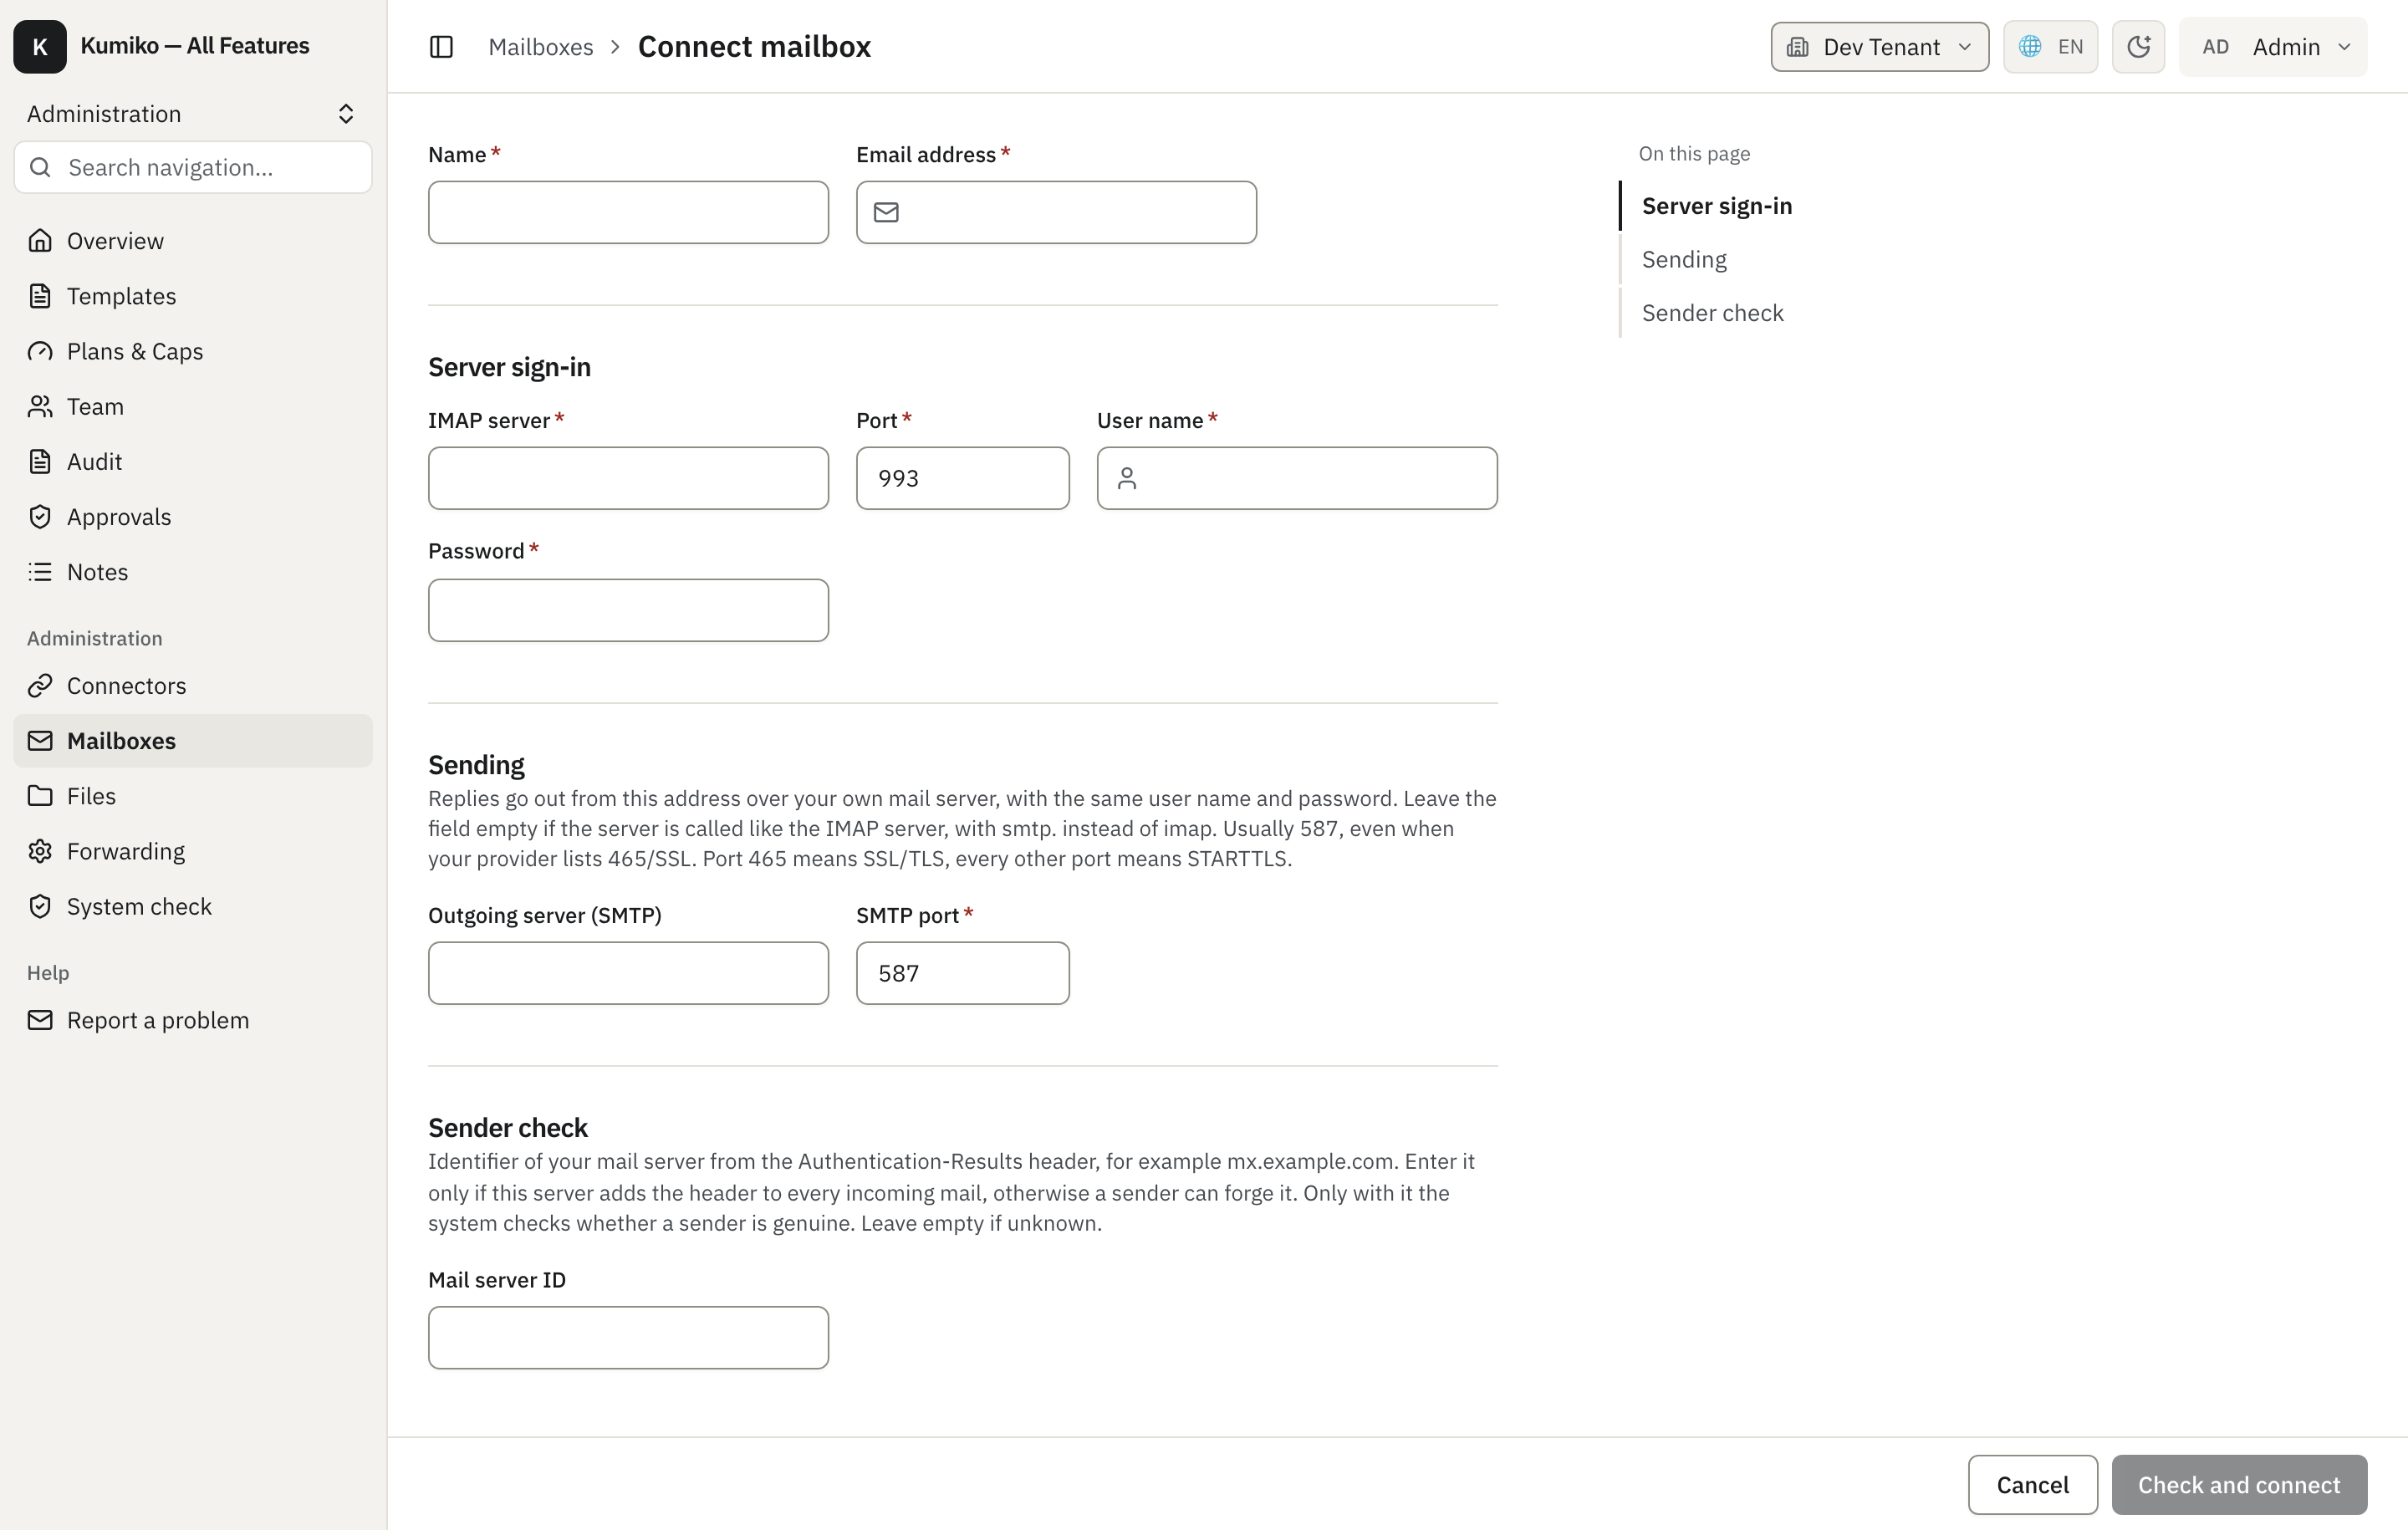 K
Kumiko — All Features
Administration
Search navigation...
Overview
Templates
Plans & Caps
Team
Audit
Approvals
Notes
Administration
Connectors
Mailboxes
Files
Forwarding
System check
Help
Report a problem
Mailboxes > Connect mailbox
Dev Tenant
EN
AD Admin
Name *
Email address *
Server sign-in
IMAP server *
Port *
User name *
993
Password *
Sending
Replies go out from this address over your own mail server, with the same user name and password. Leave the
field empty if the server is called like the IMAP server, with smtp. instead of imap. Usually 587, even when
your provider lists 465/SSL. Port 465 means SSL/TLS, every other port means STARTTLS.
Outgoing server (SMTP)
SMTP port *
587
Sender check
Identifier of your mail server from the Authentication-Results header, for example mx.example.com. Enter it
only if this server adds the header to every incoming mail, otherwise a sender can forge it. Only with it the
system checks whether a sender is genuine. Leave empty if unknown.
Mail server ID
On this page
Server sign-in
Sending
Sender check
Cancel
Check and connect